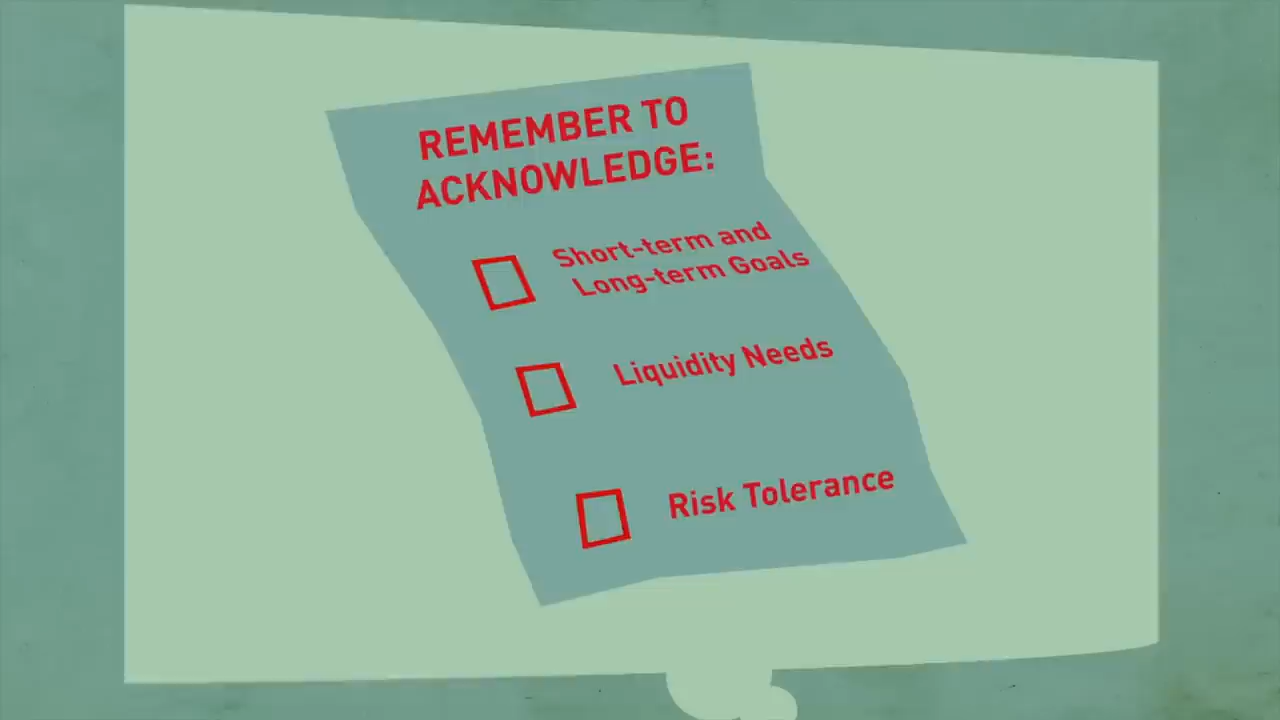 REMEMBER TO
ACKNOWLEDGE:
Short-term and
Long-term Goals
Liquidity Needs
Risk Tolerance